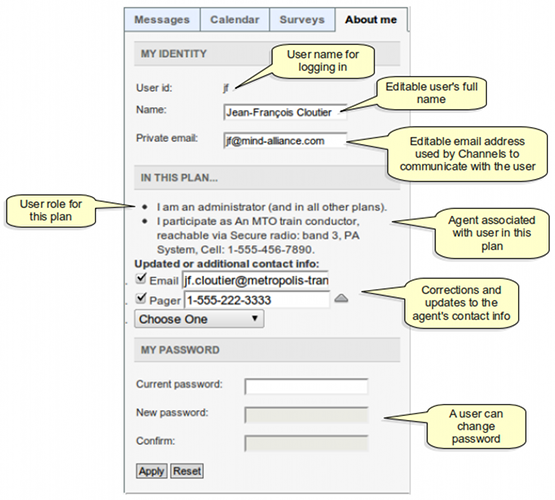 Messages Calendar Surveys About me
MY IDENTITY
User name for
logging in
User id: jf
Editable user's full
name
Name: Jean-François Cloutier
Private email: jf@mind-alliance.com
Editable email address
used by Channels to
communicate with the user
IN THIS PLAN...
User role for
this plan
I am an administrator (and in all other plans).
I participate as An MTO train conductor,
reachable via Secure radio: band 3, PA
System, Cell: 1-555-456-7890.
Agent associated
with user in this
plan
Updated or additional contact info:
Email jf.cloutier@metropolis-tran
Pager 1-555-222-3333
Choose One
Corrections and
updates to the
agent's contact info
MY PASSWORD
Current password:
New password:
Confirm:
A user can
change
password
Apply Reset